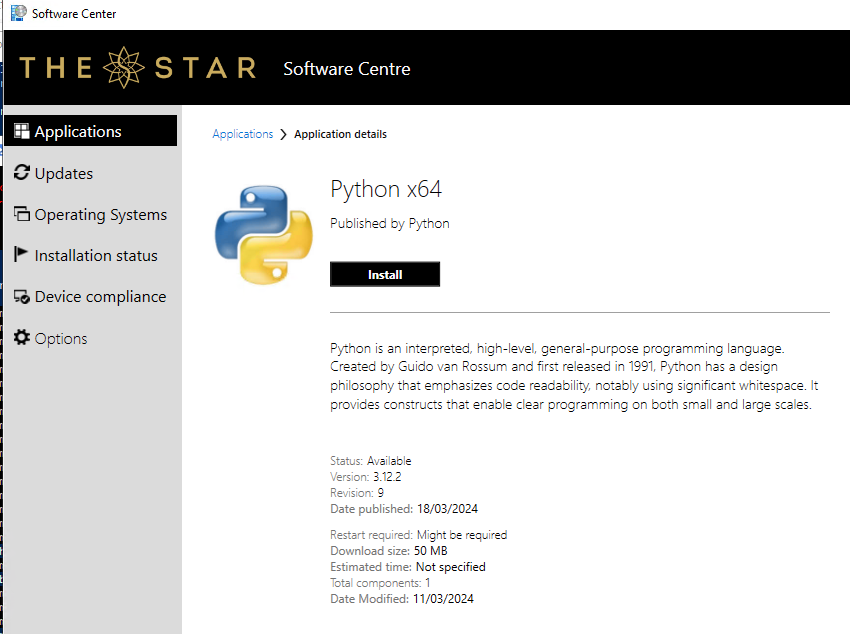 Software Center
THE STAR
Software Centre
Applications
Updates
Operating Systems
Installation status
Device compliance
Options
Applications > Application details
Python x64
Published by Python
Install
Python is an interpreted, high-level, general-purpose programming language.
Created by Guido van Rossum and first released in 1991, Python has a design
philosophy that emphasizes code readability, notably using significant whitespace. It
provides constructs that enable clear programming on both small and large scales.
Status: Available
Version: 3.12.2
Revision: 9
Date published: 18/03/2024
Restart required: Might be required
Download size: 50 MB
Estimated time: Not specified
Total components: 1
Date Modified: 11/03/2024